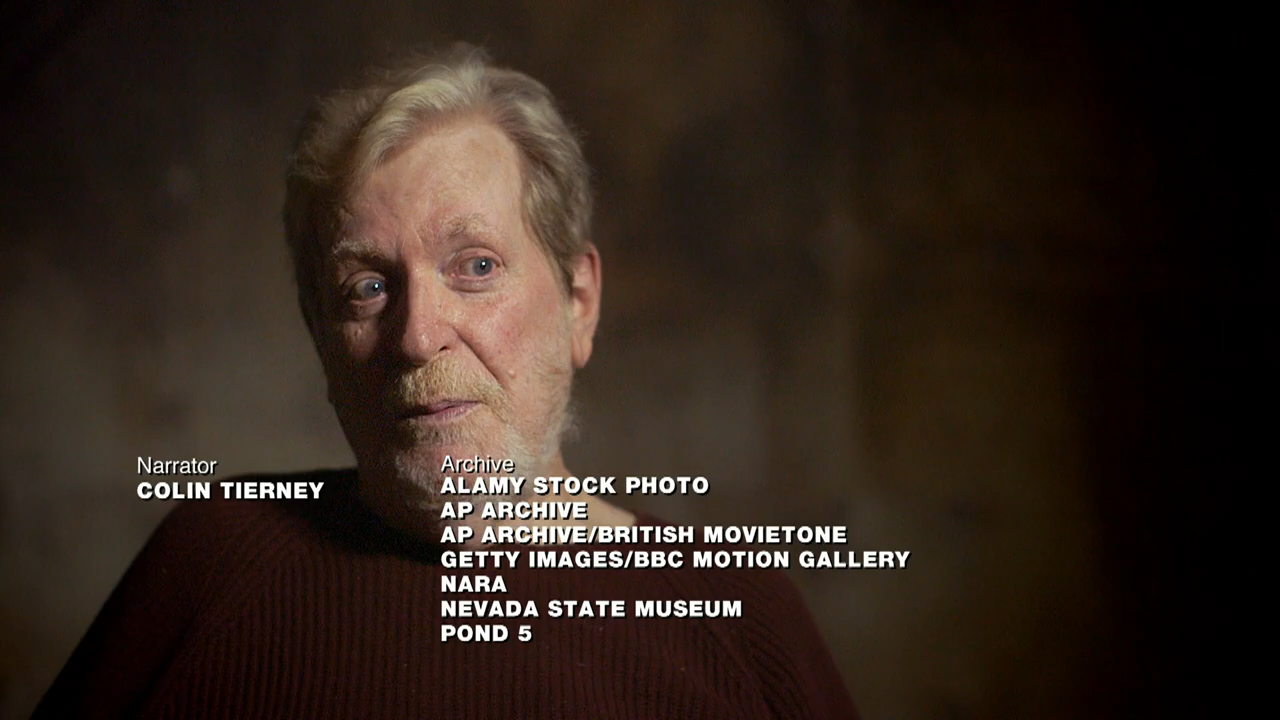 Narrator
COLIN TIERNEY
Archive
ALAMY STOCK PHOTO
AP ARCHIVE
AP ARCHIVE/BRITISH MOVIETONE
GETTY IMAGES/BBC MOTION GALLERY
NARA
NEVADA STATE MUSEUM
POND 5